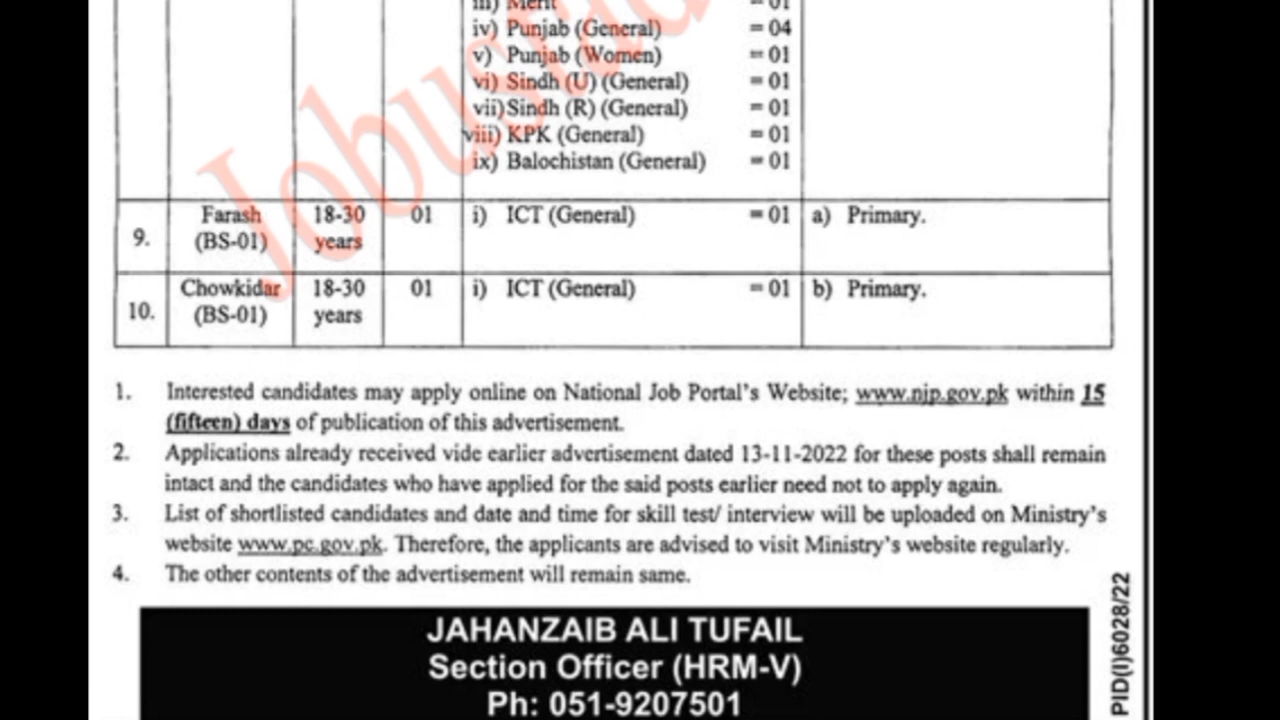 iii) Merit = 01
iv) Punjab (General) = 04
v) Punjab (Women) = 01
vi) Sindh (U) (General) = 01
vii) Sindh (R) (General) = 01
viii) KPK (General) = 01
ix) Balochistan (General) = 01
9. Farash (BS-01) 18-30 years 01 i) ICT (General) = 01 a) Primary.
10. Chowkidar (BS-01) 18-30 years 01 i) ICT (General) = 01 b) Primary.
1. Interested candidates may apply online on National Job Portal's Website; www.njp.gov.pk within 15
(fifteen) days of publication of this advertisement.
2. Applications already received vide earlier advertisement dated 13-11-2022 for these posts shall remain
intact and the candidates who have applied for the said posts earlier need not to apply again.
3. List of shortlisted candidates and date and time for skill test/ interview will be uploaded on Ministry's
website www.pc.gov.pk. Therefore, the applicants are advised to visit Ministry's website regularly.
4. The other contents of the advertisement will remain same.
JAHANZAIB ALI TUFAIL
Section Officer (HRM-V)
Ph: 051-9207501
PID(I)6028/22